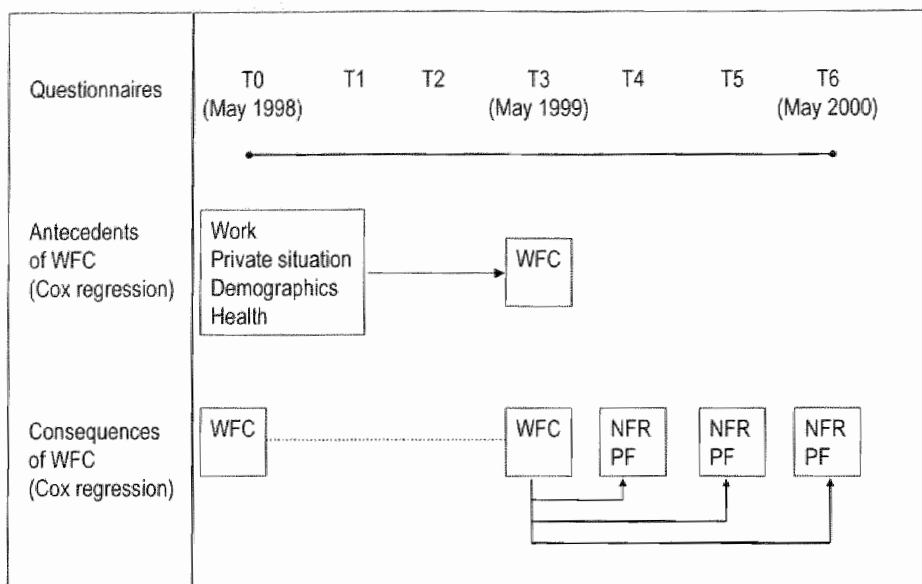 Questionnaires
T0 T1 T2 T3 T4 T5 T6
(May 1998) (May 1999) (May 2000)
Antecedents
of WFC
(Cox regression)
Work
Private situation
Demographics
Health
WFC
Consequences
of WFC
(Cox regression)
WFC WFC NFR NFR NFR
PF PF PF